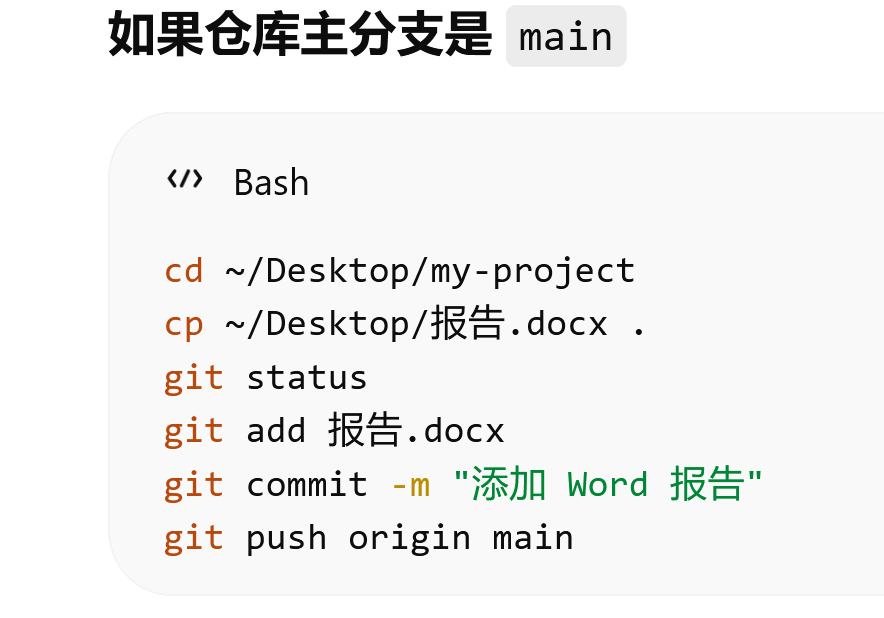 如果仓库主分支是 main
Bash
cd ~/Desktop/my-project
cp ~/Desktop/报告.docx .
git status
git add 报告.docx
git commit -m "添加 Word 报告"
git push origin main